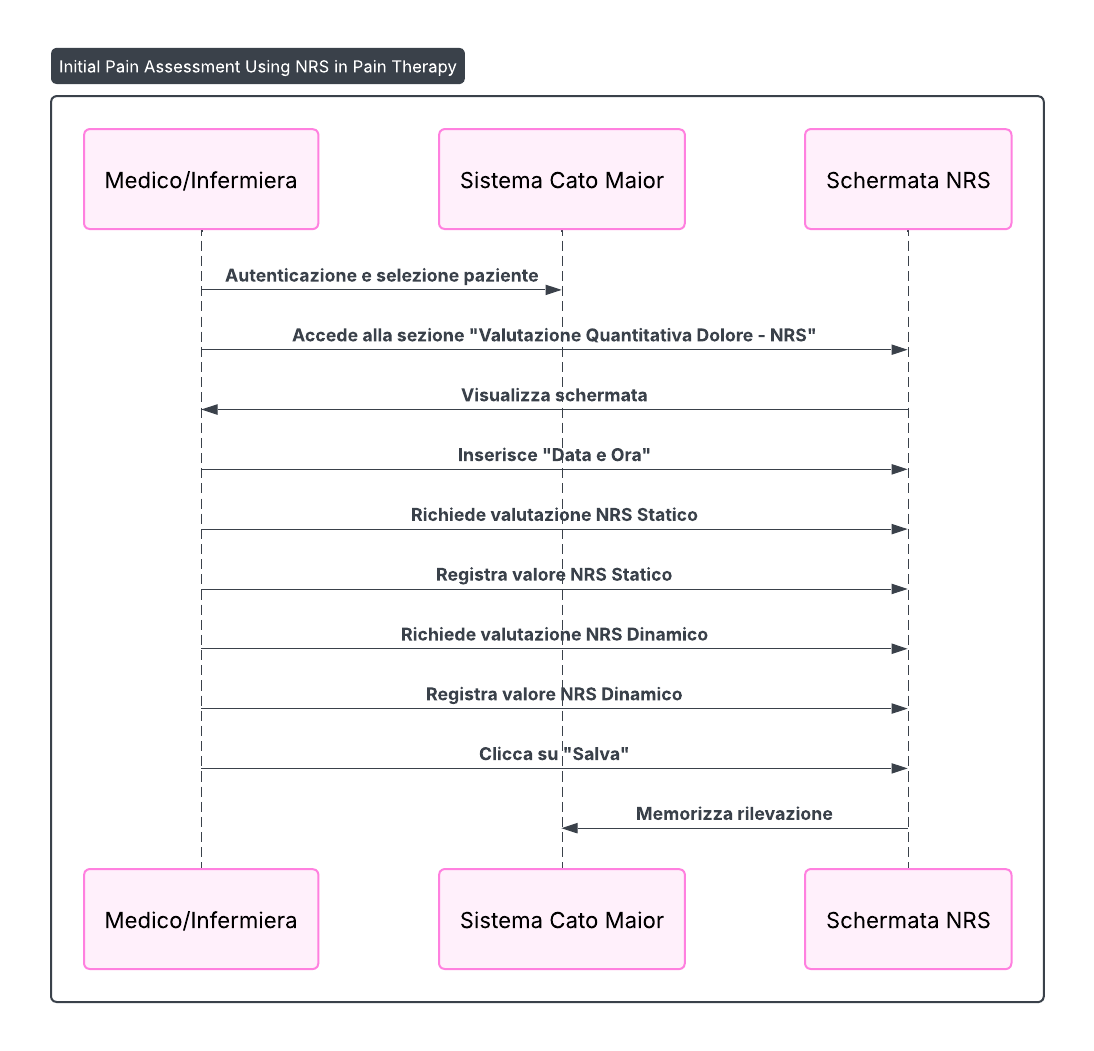 Initial Pain Assessment Using NRS in Pain Therapy
Medico/Infermiera
Sistema Cato Maior
Schermata NRS
Autenticazione e selezione paziente
Accede alla sezione "Valutazione Quantitativa Dolore - NRS"
Visualizza schermata
Inserisce "Data e Ora"
Richiede valutazione NRS Statico
Registra valore NRS Statico
Richiede valutazione NRS Dinamico
Registra valore NRS Dinamico
Clicca su "Salva"
Memorizza rilevazione
Medico/Infermiera
Sistema Cato Maior
Schermata NRS